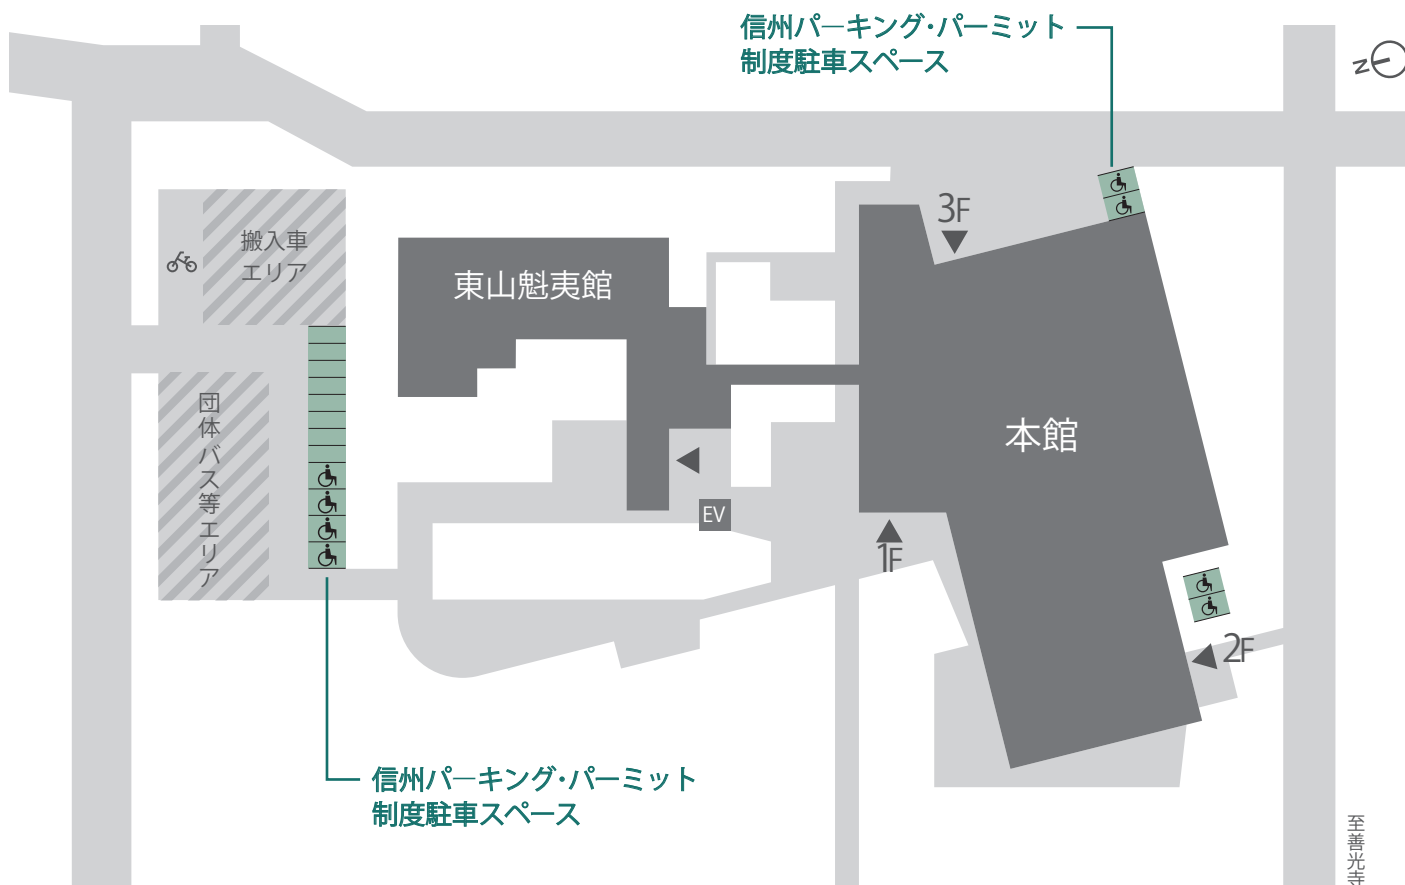 信州パーキング・パーミット
制度駐車スペース
N
搬入車
エリア
3F
東山魁夷館
団体バス等エリア
本館
EV
1F
2F
信州パーキング・パーミット
制度駐車スペース
至善光寺